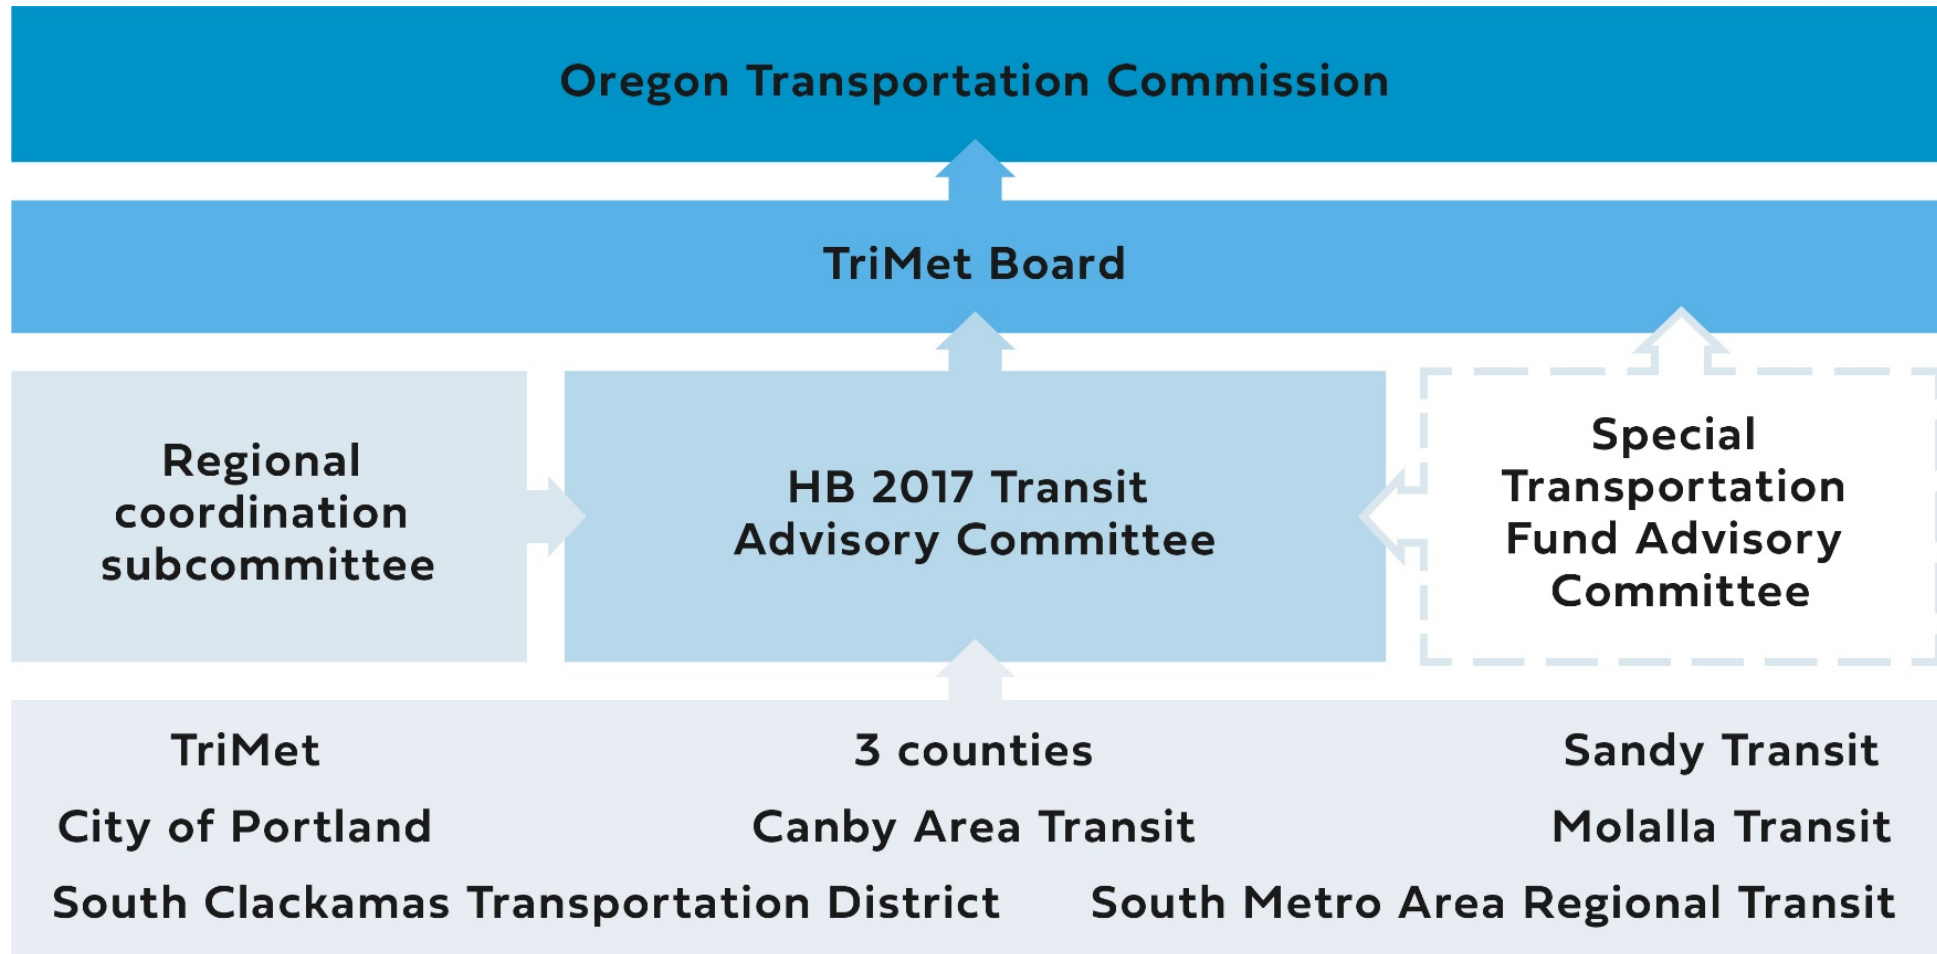 Oregon Transportation Commission
TriMet Board
Regional
coordination
subcommittee
HB 2017 Transit
Advisory Committee
Special
Transportation
Fund Advisory
Committee
TriMet
3 counties
Sandy Transit
City of Portland
Canby Area Transit
Molalla Transit
South Clackamas Transportation District
South Metro Area Regional Transit